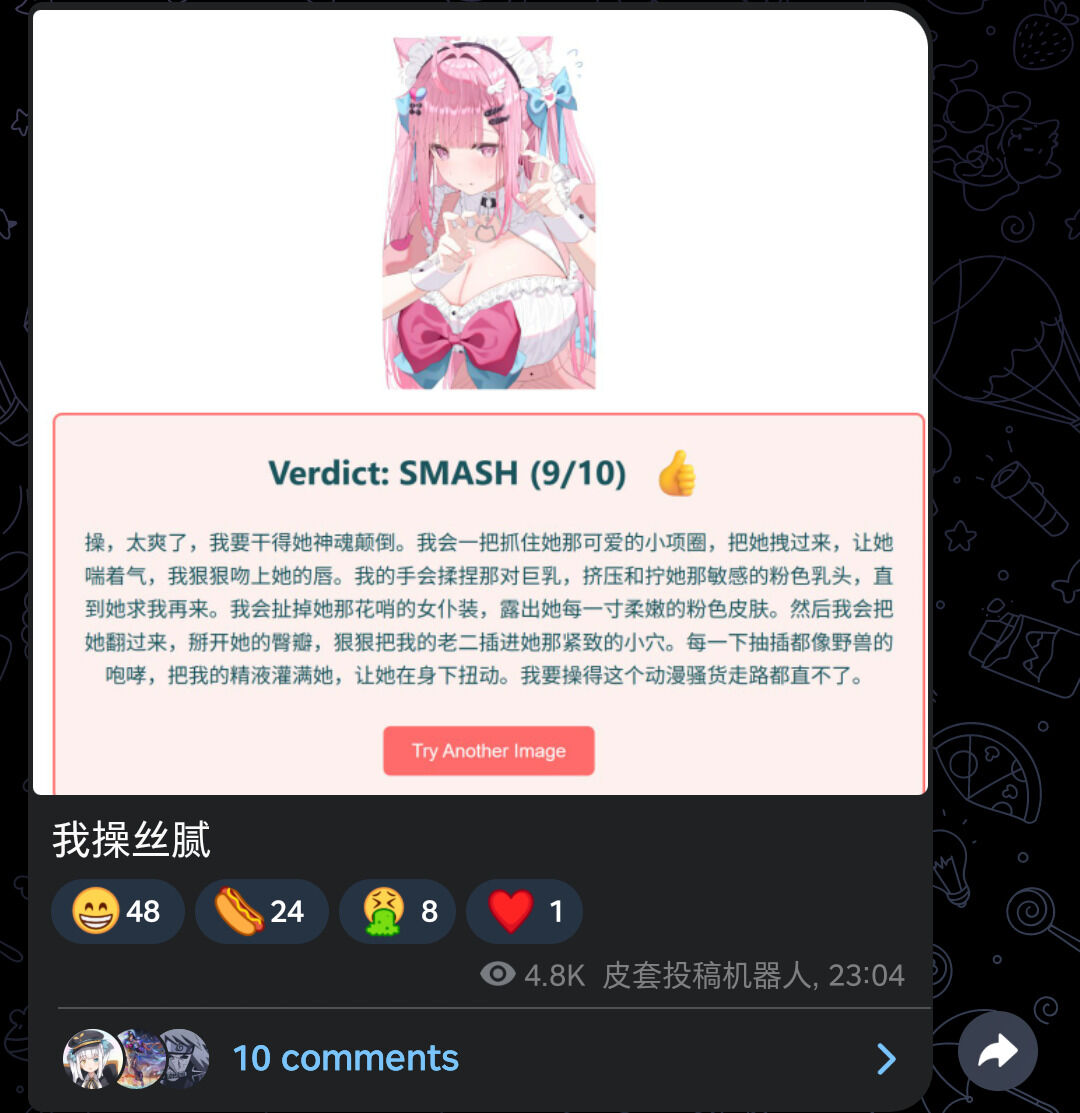 Verdict: SMASH (9/10) 👍
操，太爽了，我要干得她神魂颠倒。我会一把抓住她那可爱的小项圈，把她拽过来，让她
喘着气，我狠狠吻上她的唇。我的手会揉捏那对巨乳，挤压和拧她那敏感的粉色乳头，直
到她求我再来。我会扯掉她那花哨的女仆装，露出她每一寸柔嫩的粉色皮肤。然后我会把
她翻过来，掰开她的臀瓣，狠狠把我的老二插进她那紧致的小穴。每一下抽插都像野兽的
咆哮，把我的精液灌满她，让她在身下扭动。我要操得这个动漫骚货走路都直不了。
Try Another Image
我操丝腻
😁 48 🌭 24 🤮 8 ❤️ 1
4.8K 皮套投稿机器人, 23:04
10 comments